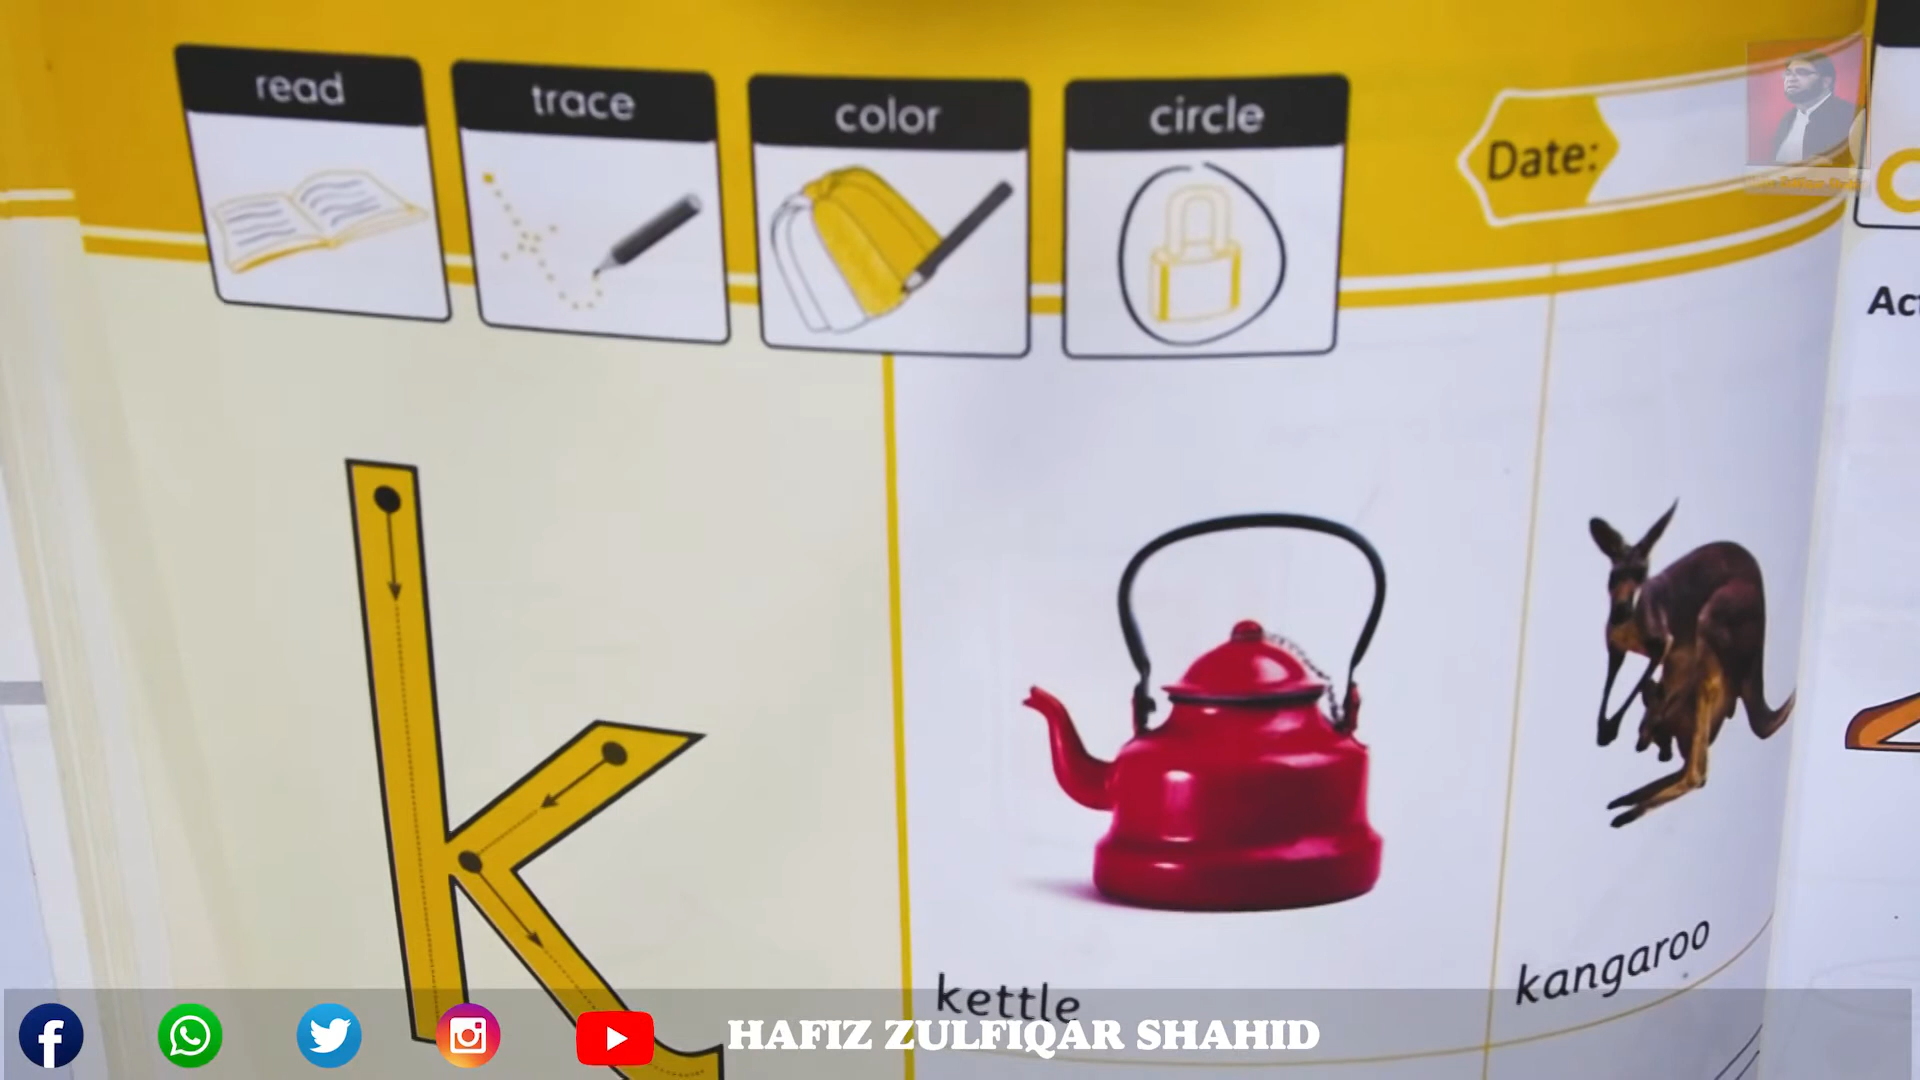 read
trace
color
circle
Date:
k
kettle
kangaroo
HAFIZ ZULFIQAR SHAHID